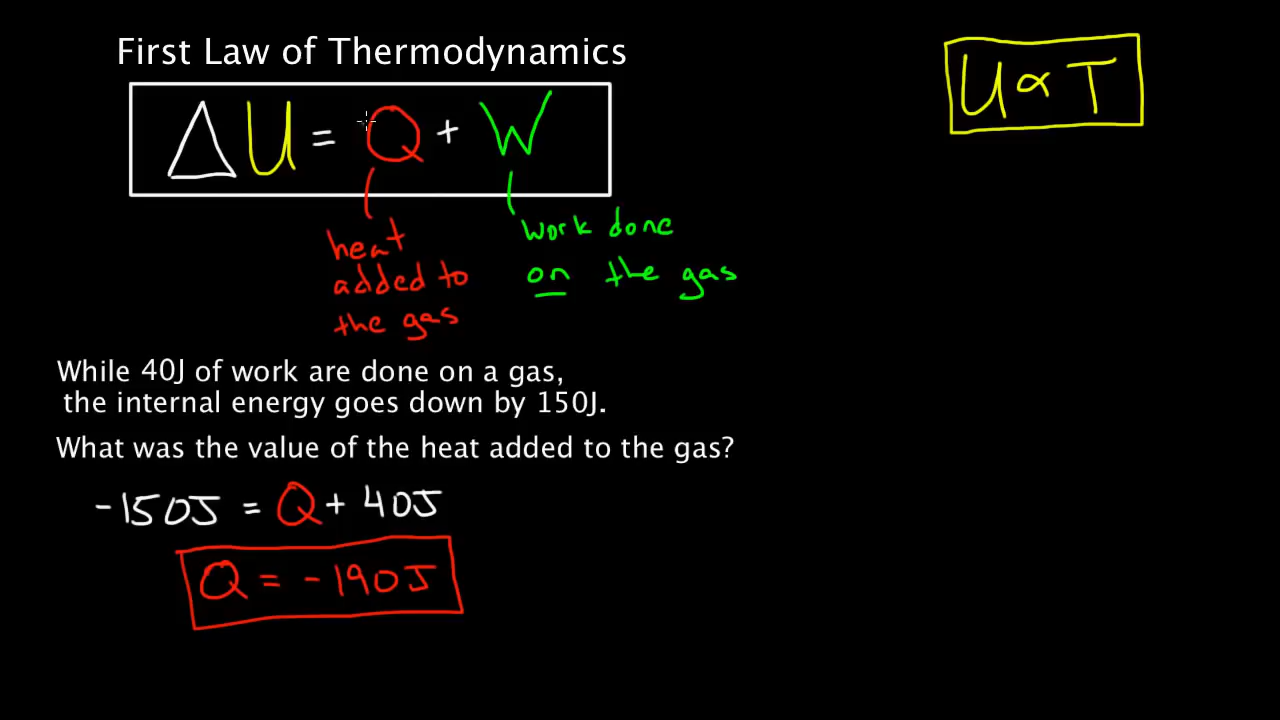 First Law of Thermodynamics
U ∝ T
ΔU = Q + W
heat
added to
the gas
work done
on the gas
While 40J of work are done on a gas,
the internal energy goes down by 150J.
What was the value of the heat added to the gas?
-150J = Q + 40J
Q = -190J